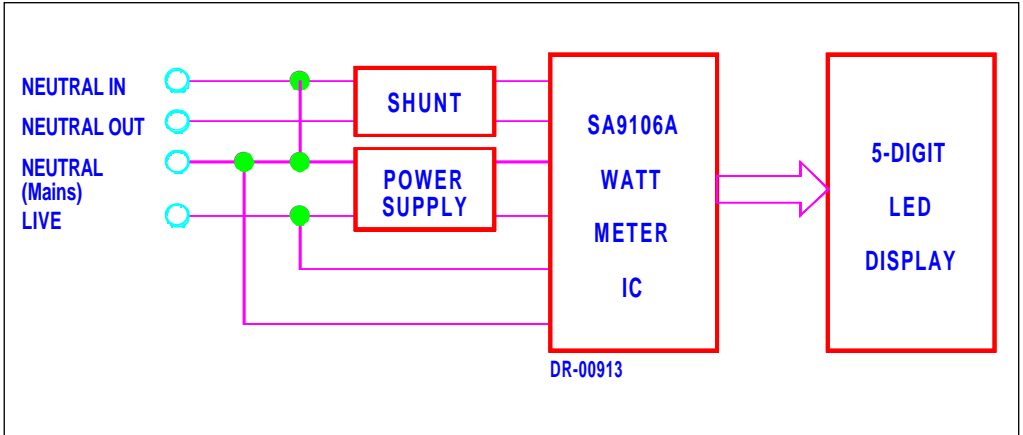 NEUTRAL IN
NEUTRAL OUT
NEUTRAL
(Mains)
LIVE
SHUNT
POWER
SUPPLY
SA9106A
WATT
METER
IC
5-DIGIT
LED
DISPLAY
DR-00913